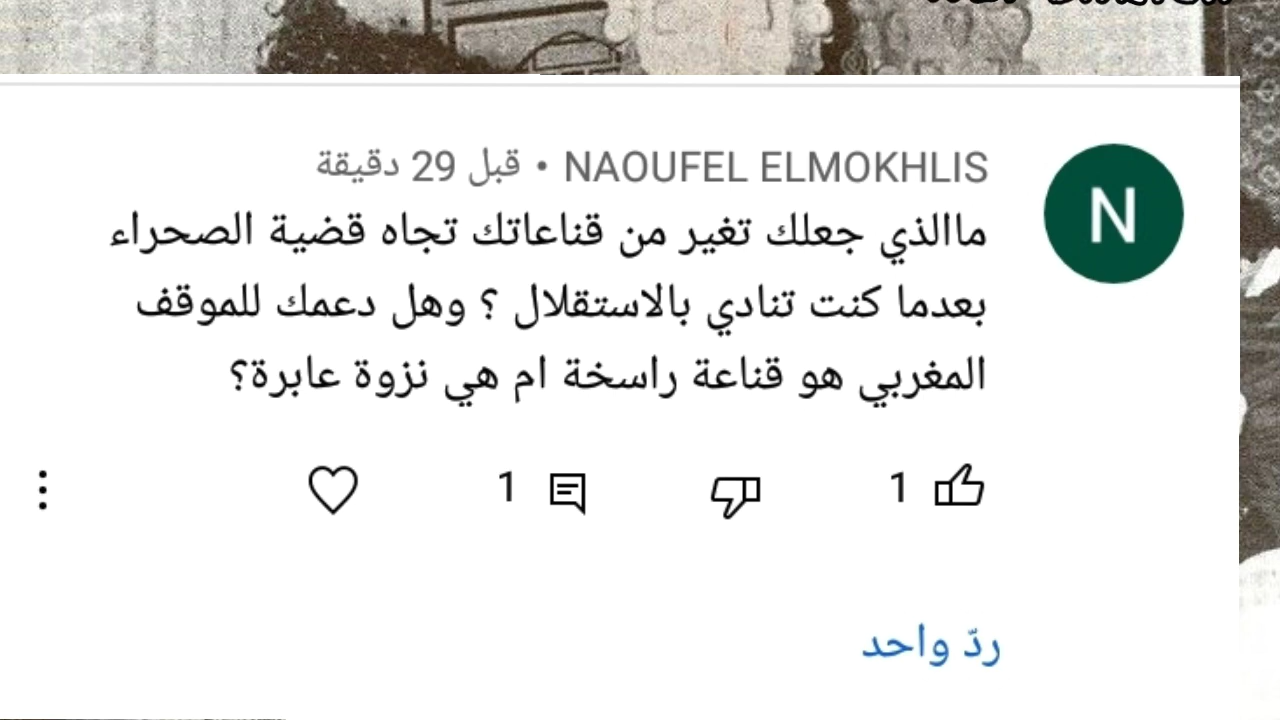 NAOUFEL ELMOKHLIS • قبل 29 دقيقة
N
ماالذي جعلك تغير من قناعاتك تجاه قضية الصحراء
بعدما كنت تنادي بالاستقلال ؟ وهل دعمك للموقف
المغربي هو قناعة راسخة ام هي نزوة عابرة؟
1 1
ردّ واحد